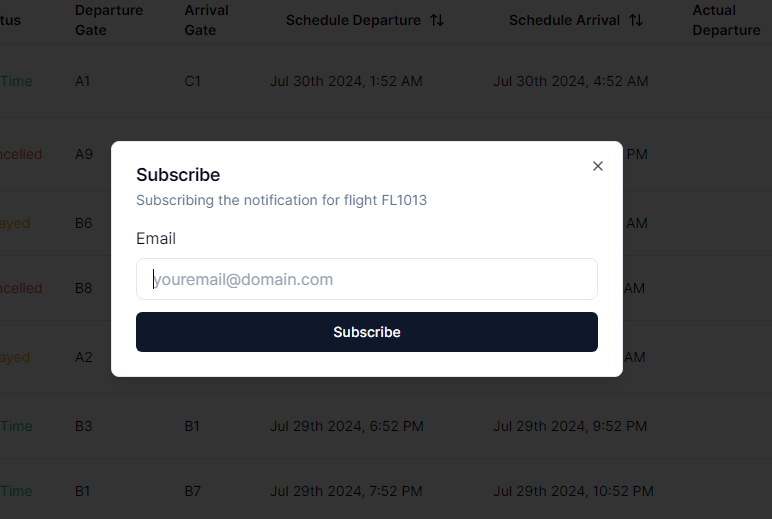 tus Departure Gate Arrival Gate Schedule Departure Schedule Arrival Actual Departure
Time A1 C1 Jul 30th 2024, 1:52 AM Jul 30th 2024, 4:52 AM
ncelled A9 PM
Subscribe
Subscribing the notification for flight FL1013
ayed B6 AM
Email
youremail@domain.com
ncelled B8 AM
Subscribe
ayed A2 AM
Time B3 B1 Jul 29th 2024, 6:52 PM Jul 29th 2024, 9:52 PM
Time B1 B7 Jul 29th 2024, 7:52 PM Jul 29th 2024, 10:52 PM